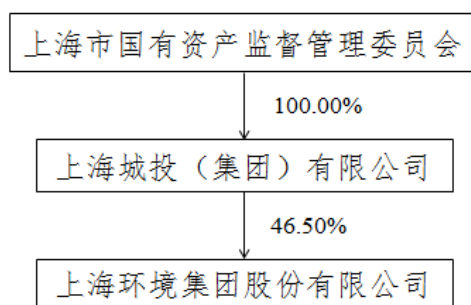 上海市国有资产监督管理委员会
100.00%
上海城投（集团）有限公司
46.50%
上海环境集团股份有限公司